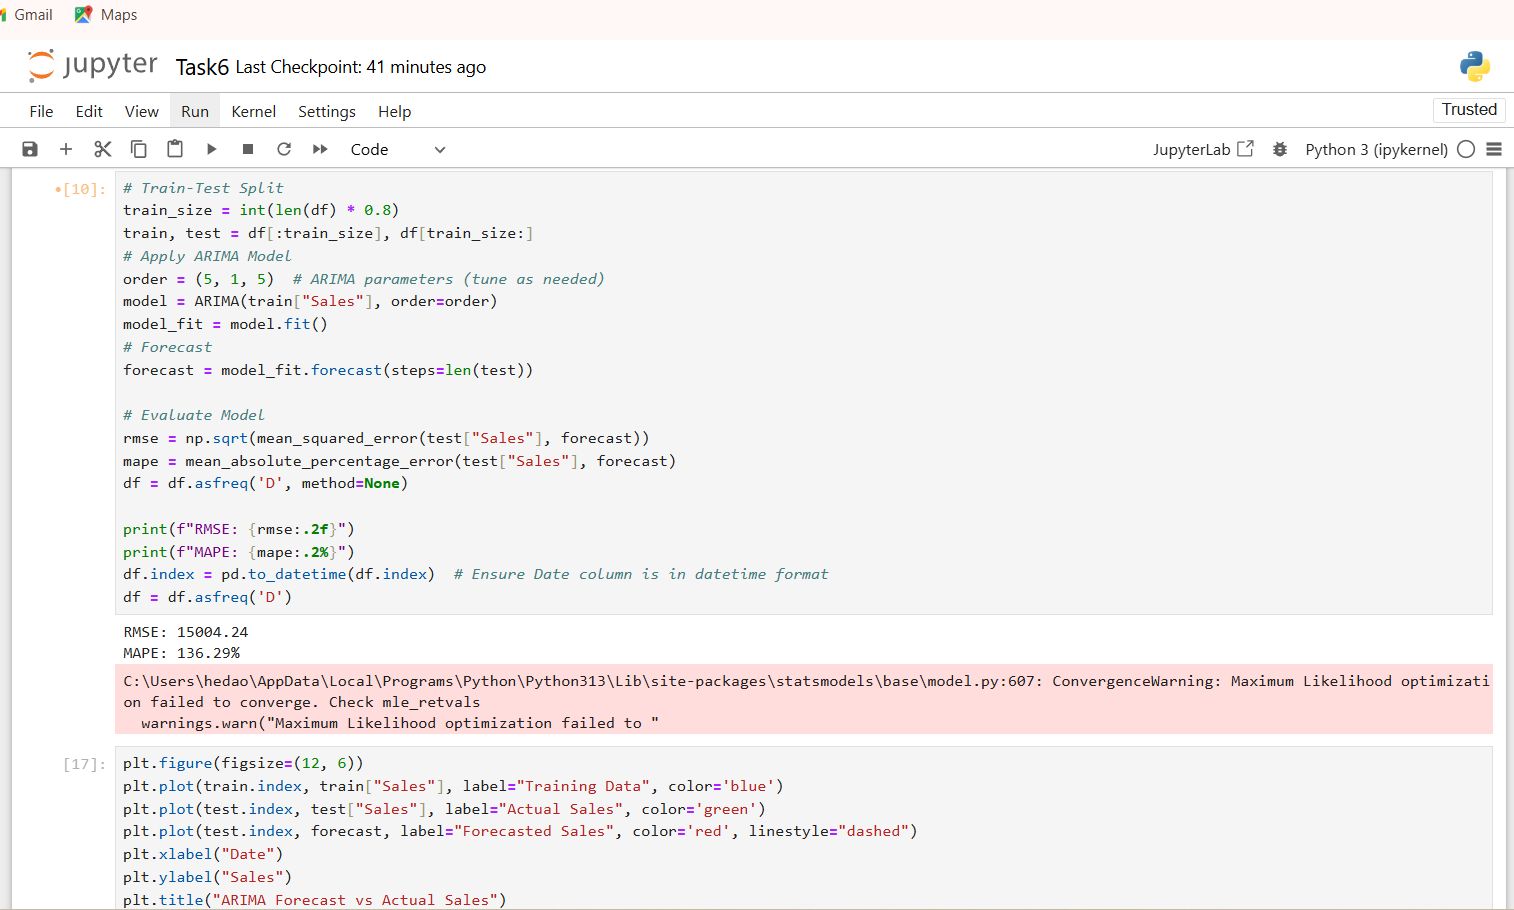 Gmail Maps
jupyter Task6 Last Checkpoint: 41 minutes ago
File Edit View Run Kernel Settings Help Trusted
Code JupyterLab Python 3 (ipykernel)
[10]: # Train-Test Split
train_size = int(len(df) * 0.8)
train, test = df[:train_size], df[train_size:]
# Apply ARIMA Model
order = (5, 1, 5)  # ARIMA parameters (tune as needed)
model = ARIMA(train["Sales"], order=order)
model_fit = model.fit()
# Forecast
forecast = model_fit.forecast(steps=len(test))
# Evaluate Model
rmse = np.sqrt(mean_squared_error(test["Sales"], forecast))
mape = mean_absolute_percentage_error(test["Sales"], forecast)
df = df.asfreq('D', method=None)
print(f"RMSE: {rmse:.2f}")
print(f"MAPE: {mape:.2%}")
df.index = pd.to_datetime(df.index)  # Ensure Date column is in datetime format
df = df.asfreq('D')
RMSE: 15004.24
MAPE: 136.29%
C:\Users\hedao\AppData\Local\Programs\Python\Python313\Lib\site-packages\statsmodels\base\model.py:607: ConvergenceWarning: Maximum Likelihood optimizati
on failed to converge. Check mle_retvals
warnings.warn("Maximum Likelihood optimization failed to "
[17]: plt.figure(figsize=(12, 6))
plt.plot(train.index, train["Sales"], label="Training Data", color='blue')
plt.plot(test.index, test["Sales"], label="Actual Sales", color='green')
plt.plot(test.index, forecast, label="Forecasted Sales", color='red', linestyle="dashed")
plt.xlabel("Date")
plt.ylabel("Sales")
plt.title("ARIMA Forecast vs Actual Sales")